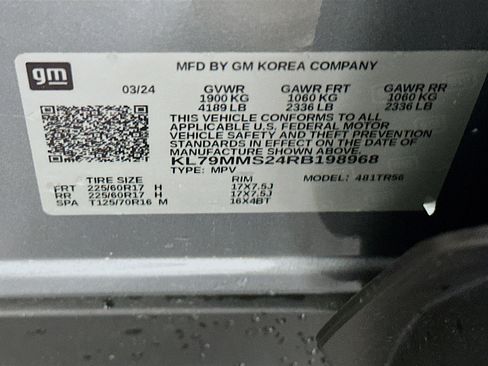 gm
MFD BY GM KOREA COMPANY
03/24 GVWR GAWR FRT GAWR RR
1900 KG 1060 KG 1060 KG
4189 LB 2336 LB 2336 LB
THIS VEHICLE CONFORMS TO ALL
APPLICABLE U.S. FEDERAL MOTOR
VEHICLE SAFETY AND THEFT PREVENTION
STANDARDS IN EFFECT ON THE DATE OF
MANUFACTURE SHOWN ABOVE.
KL79MMS24RB198968
TYPE: MPV MODEL: 481TR56
TIRE SIZE RIM
FRT 225/60R17 H 17X7.5J
RR 225/60R17 H 17X7.5J
SPA T125/70R16 M 16X4BT